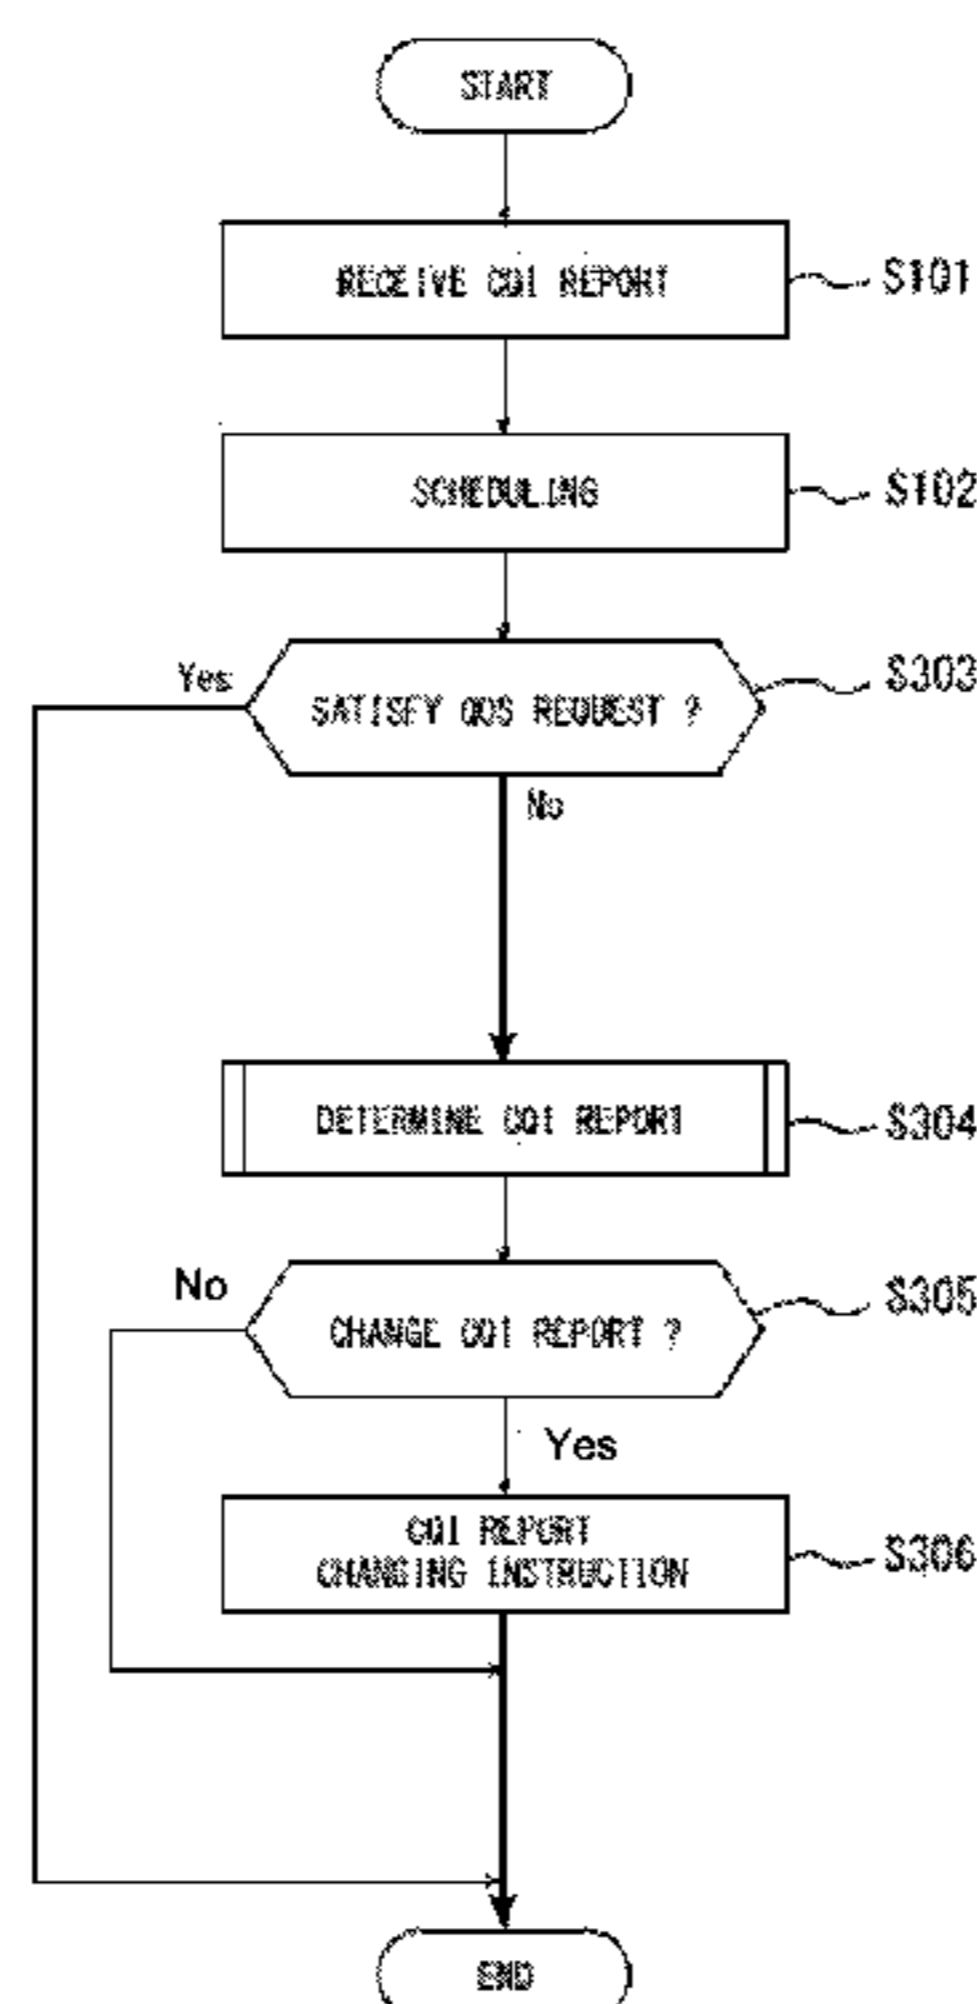 START
RECEIVE CQI REPORT
S101
SCHEDULING
S102
Yes
SATISFY QOS REQUEST ?
S303
No
DETERMINE CQI REPORT
S304
No
CHANGE CQI REPORT ?
S305
Yes
CQI REPORT
CHANGING INSTRUCTION
S306
END